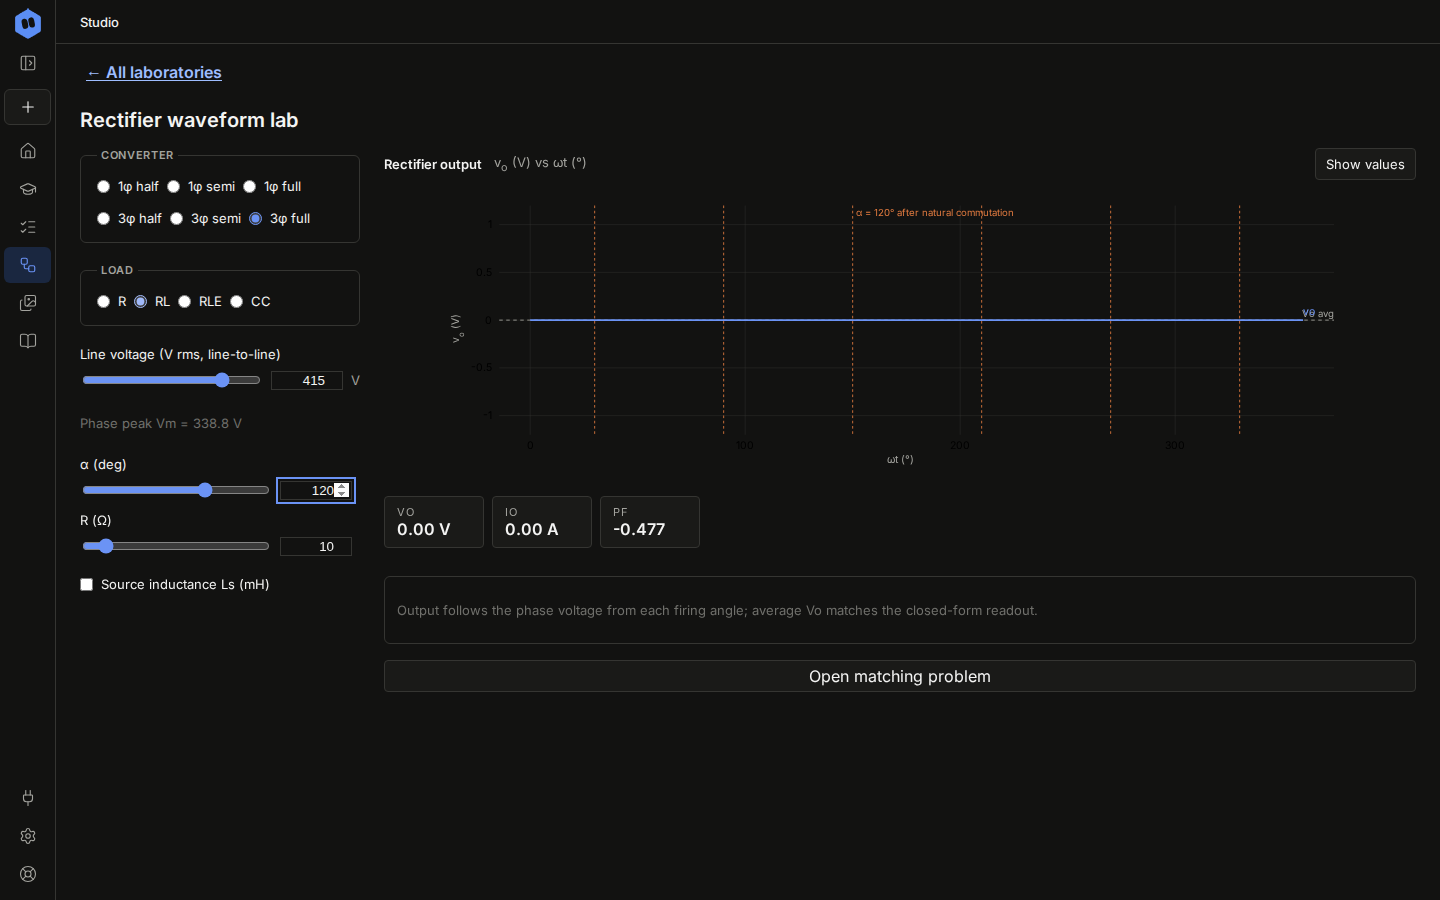 Studio
← All laboratories
Rectifier waveform lab
CONVERTER
1φ half 1φ semi 1φ full
3φ half 3φ semi 3φ full
LOAD
R RL RLE CC
Line voltage (V rms, line-to-line)
415 V
Phase peak Vm = 338.8 V
α (deg)
120
R (Ω)
10
Source inductance Ls (mH)
Rectifier output vo (V) vs ωt (°)
Show values
α = 120° after natural commutation
1
0.5
0
-0.5
-1
vo (V)
avg
0 100 200 300
ωt (°)
VO IO PF
0.00 V 0.00 A -0.477
Output follows the phase voltage from each firing angle; average Vo matches the closed-form readout.
Open matching problem